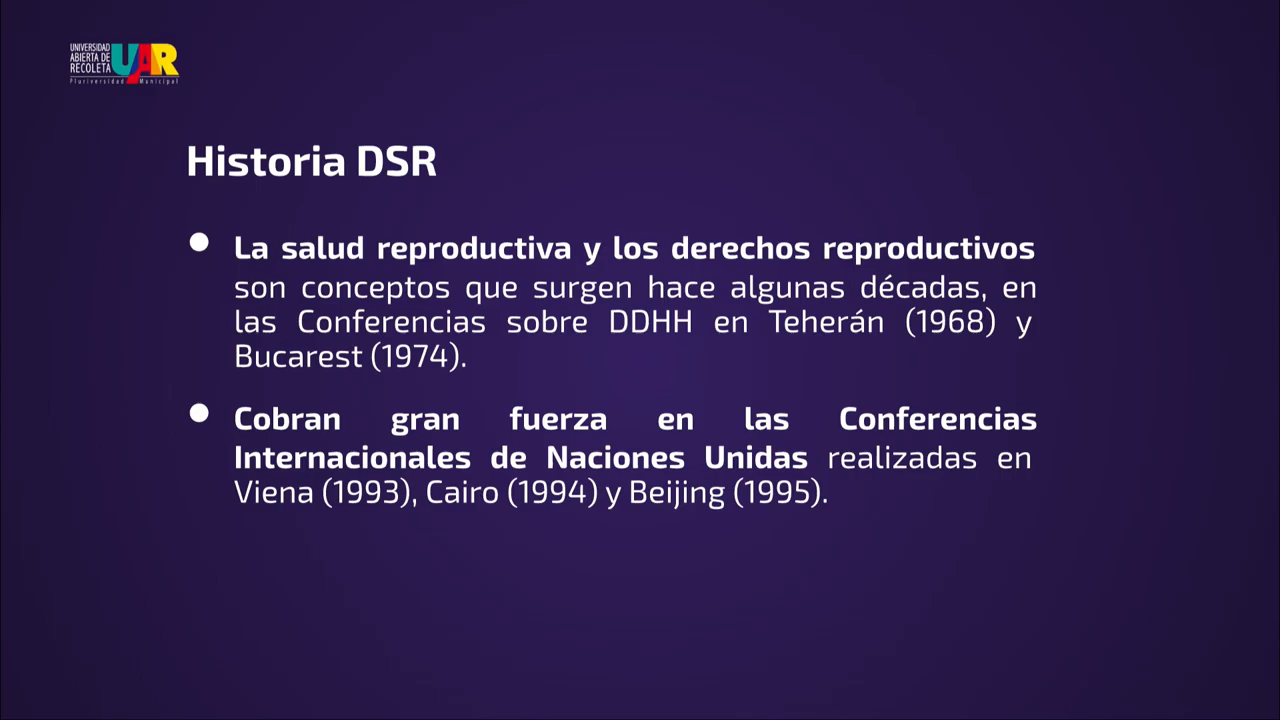 UNIVERSIDAD
ABIERTA DE
RECOLETA
UAR
Pluriversidad Municipal
Historia DSR
La salud reproductiva y los derechos reproductivos
son conceptos que surgen hace algunas décadas, en
las Conferencias sobre DDHH en Teherán (1968) y
Bucarest (1974).
Cobran gran fuerza en las Conferencias
Internacionales de Naciones Unidas realizadas en
Viena (1993), Cairo (1994) y Beijing (1995).